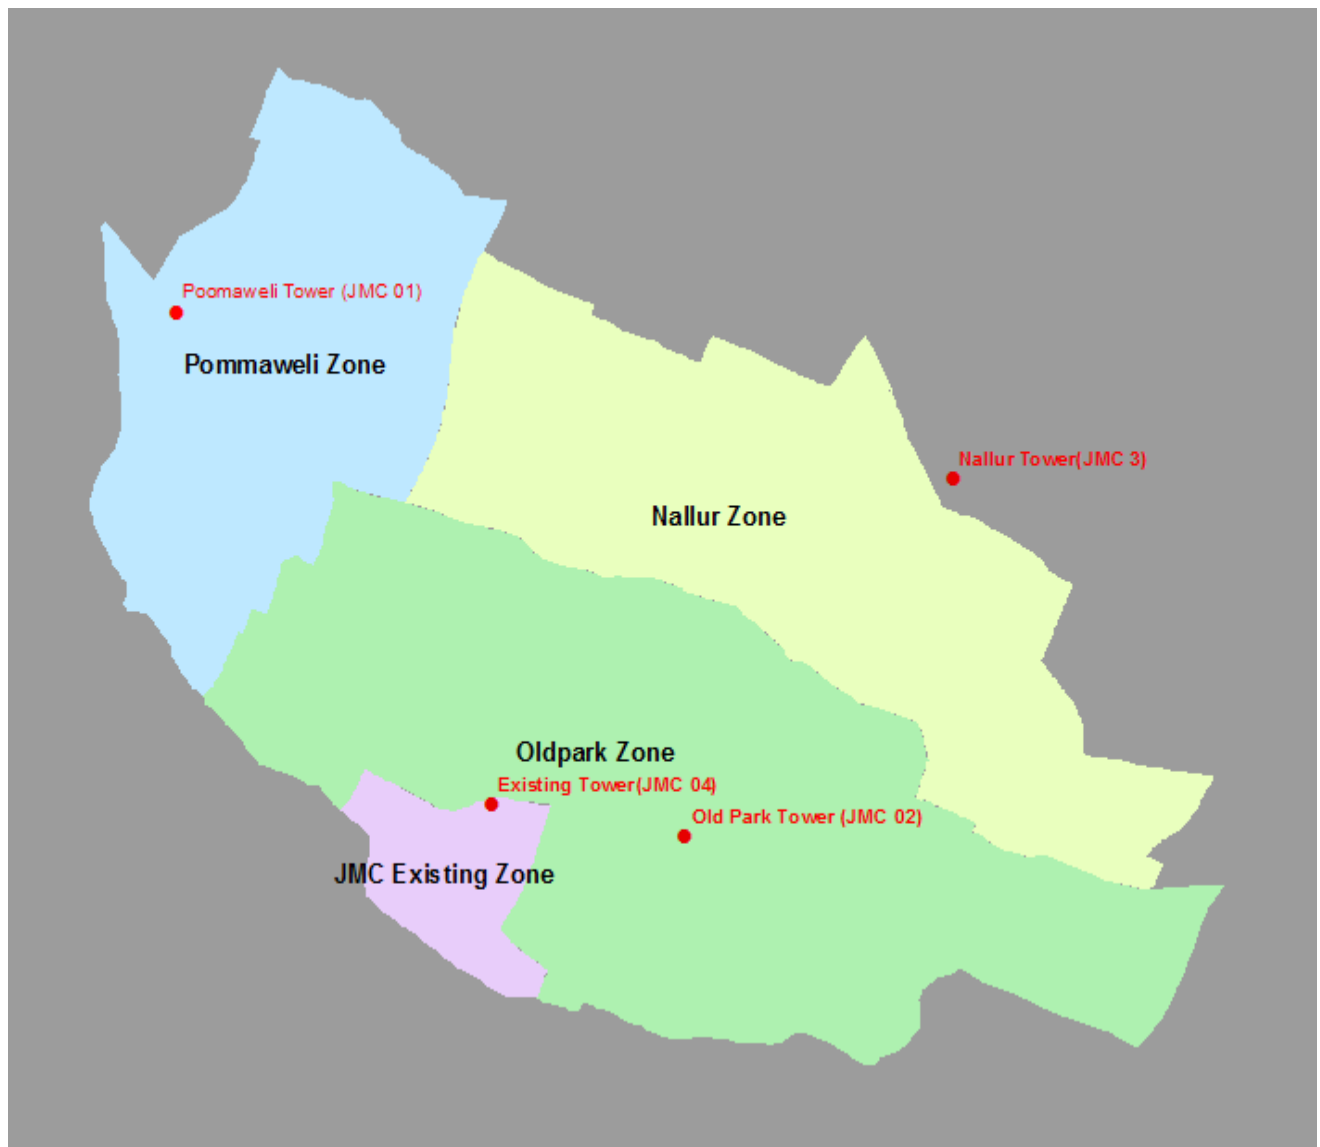 Poomaweli Tower (JMC 01)
Pommaweli Zone
Nallur Tower(JMC 3)
Nallur Zone
Oldpark Zone
Existing Tower(JMC 04)
Old Park Tower (JMC 02)
JMC Existing Zone